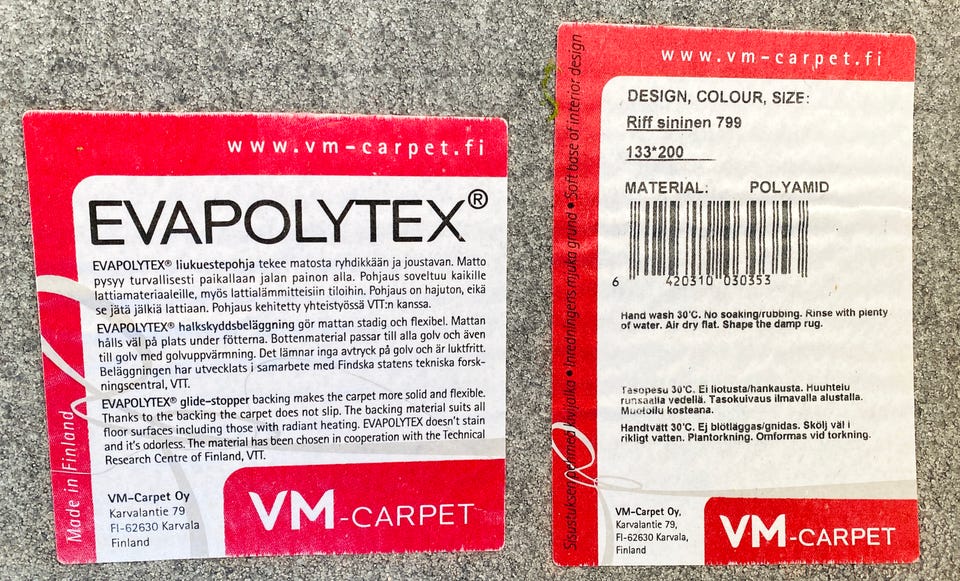 www.vm-carpet.fi
EVAPOLYTEX®
EVAPOLYTEX® liukuestepohja tekee matosta ryhdikkään ja joustavan. Matto
pysyy turvallisesti paikallaan jalan painon alla. Pohjaus soveltuu kaikille
lattiamateriaaleille, myös lattialämmitteisiin tiloihin. Pohjaus on hajuton, eikä
se jätä jälkiä lattiaan. Pohjaus kehitetty yhteistyössä VTT:n kanssa.
EVAPOLYTEX® halkskyddsbeläggning gör mattan stadig och flexibel. Mattan
hålls väl på plats under fötterna. Bottenmaterial passar till alla golv och även
till golv med golvuppvärmning. Det lämnar inga avtryck på golv och är luktfritt.
Beläggningen har utvecklats i samarbete med Findska statens tekniska forsk-
ningscentral, VTT.
EVAPOLYTEX® glide-stopper backing makes the carpet more solid and flexible.
Thanks to the backing the carpet does not slip. The backing material suits all
floor surfaces including those with radiant heating. EVAPOLYTEX doesn't stain
and it's odorless. The material has been chosen in cooperation with the Technical
Research Centre of Finland, VTT.
Made in Finland
VM-Carpet Oy
Karvalantie 79
FI-62630 Karvala
Finland
VM-CARPET
www.vm-carpet.fi
Sisustuksen pehmeä kivijalka • Inredningens mjuka grund • Soft base of interior design
DESIGN, COLOUR, SIZE:
Riff sininen 799
133*200
MATERIAL: POLYAMID
6 420310 030353
Hand wash 30'C. No soaking/rubbing. Rinse with plenty
of water. Air dry flat. Shape the damp rug.
Käsinpesu 30'C. Ei liotusta/hankausta. Huuhtelu
runsaalla vedellä. Tasokuivaus ilmavalla alustalla.
Muotoilu kosteana.
Handtvätt 30'C. Ej blötläggas/gnidas. Skölj väl i
rikligt vatten. Plantorkning. Omformas vid torkning.
VM-Carpet Oy,
Karvalantie 79,
FI-62630 Karvala,
Finland
VM-CARPET